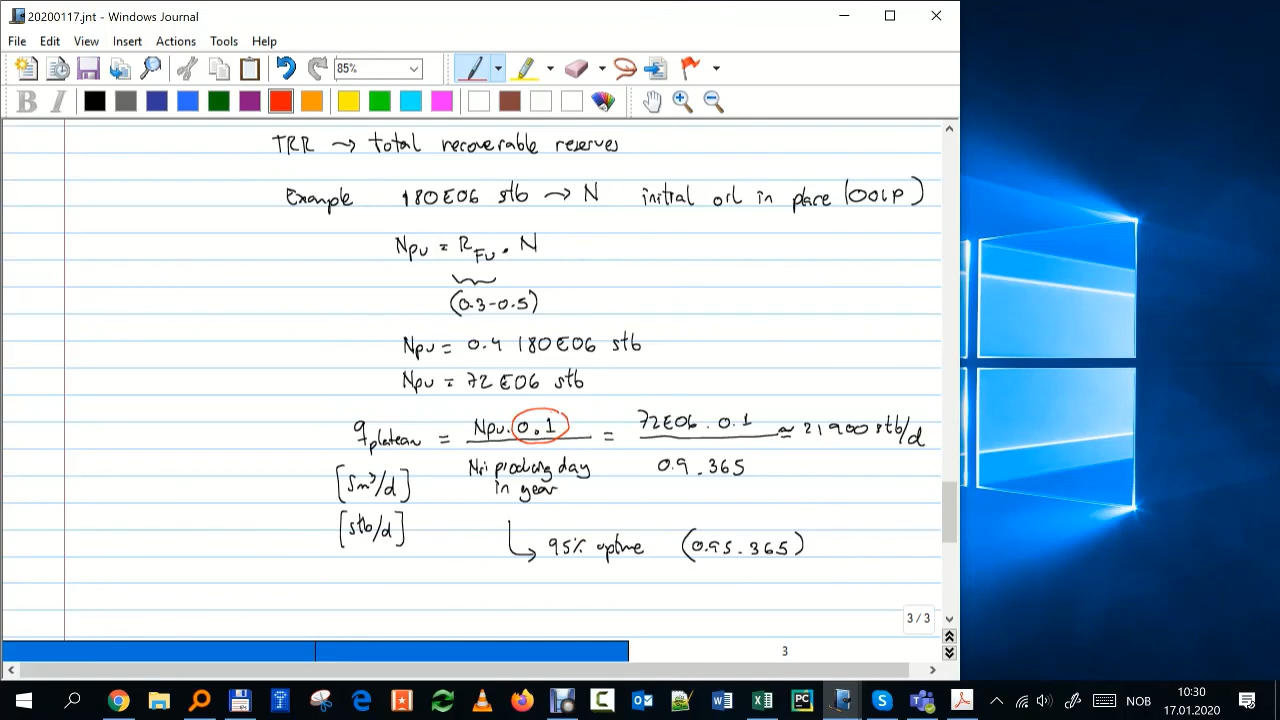 20200117.jnt - Windows Journal
File Edit View Insert Actions Tools Help
85%
B I
TRR → total recoverable reserves
Example 180E06 stb → N initial oil in place (OOIP)
Npu = RFu . N
(0.3-0.5)
Npu = 0.4 180E06 stb
Npu = 72E06 stb
qplateau = Npu. 0.1 = 72E06 . 0.1 ≈ 21900 stb/d
Nri producing day in year
0.9 . 365
[Sm³/d]
[stb/d]
95% uptime (0.95 . 365)
3 / 3
3
NOB
10:30
17.01.2020